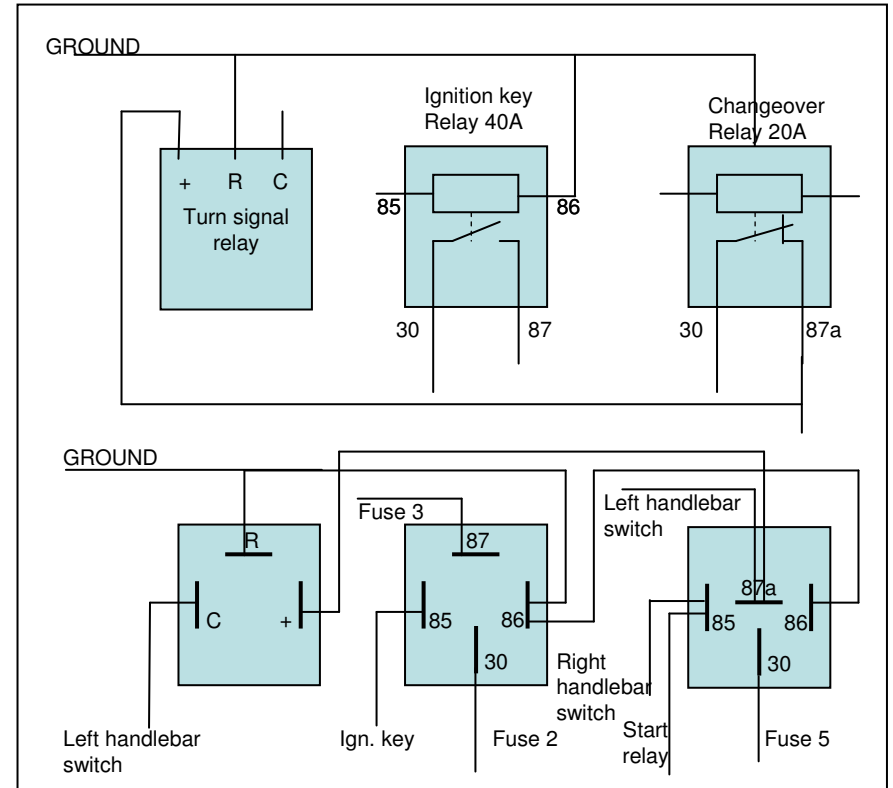 GROUND
Ignition key
Relay 40A
Changeover
Relay 20A
+ R C
Turn signal
relay
85
86
30
87
30
87a
GROUND
Fuse 3
Left handlebar
switch
R
87
87a
C
+
85
86
85
86
30
30
Right
handlebar
switch
Start
relay
Left handlebar
switch
Ign. key
Fuse 2
Fuse 5